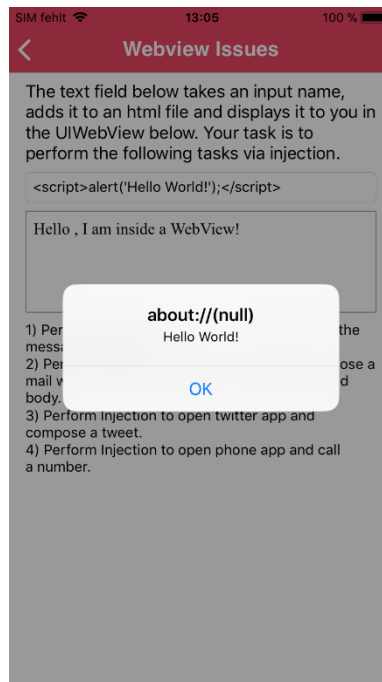 SIM fehlt 13:05 100 %
Webview Issues
The text field below takes an input name,
adds it to an html file and displays it to you in
the UIWebView below. Your task is to
perform the following tasks via injection.
<script>alert('Hello World!');</script>
Hello , I am inside a WebView!
about://(null)
Hello World!
OK
1) Per the
messa
2) Per ose a
mail w d
body.
3) Perform Injection to open twitter app and
compose a tweet.
4) Perform Injection to open phone app and call
a number.